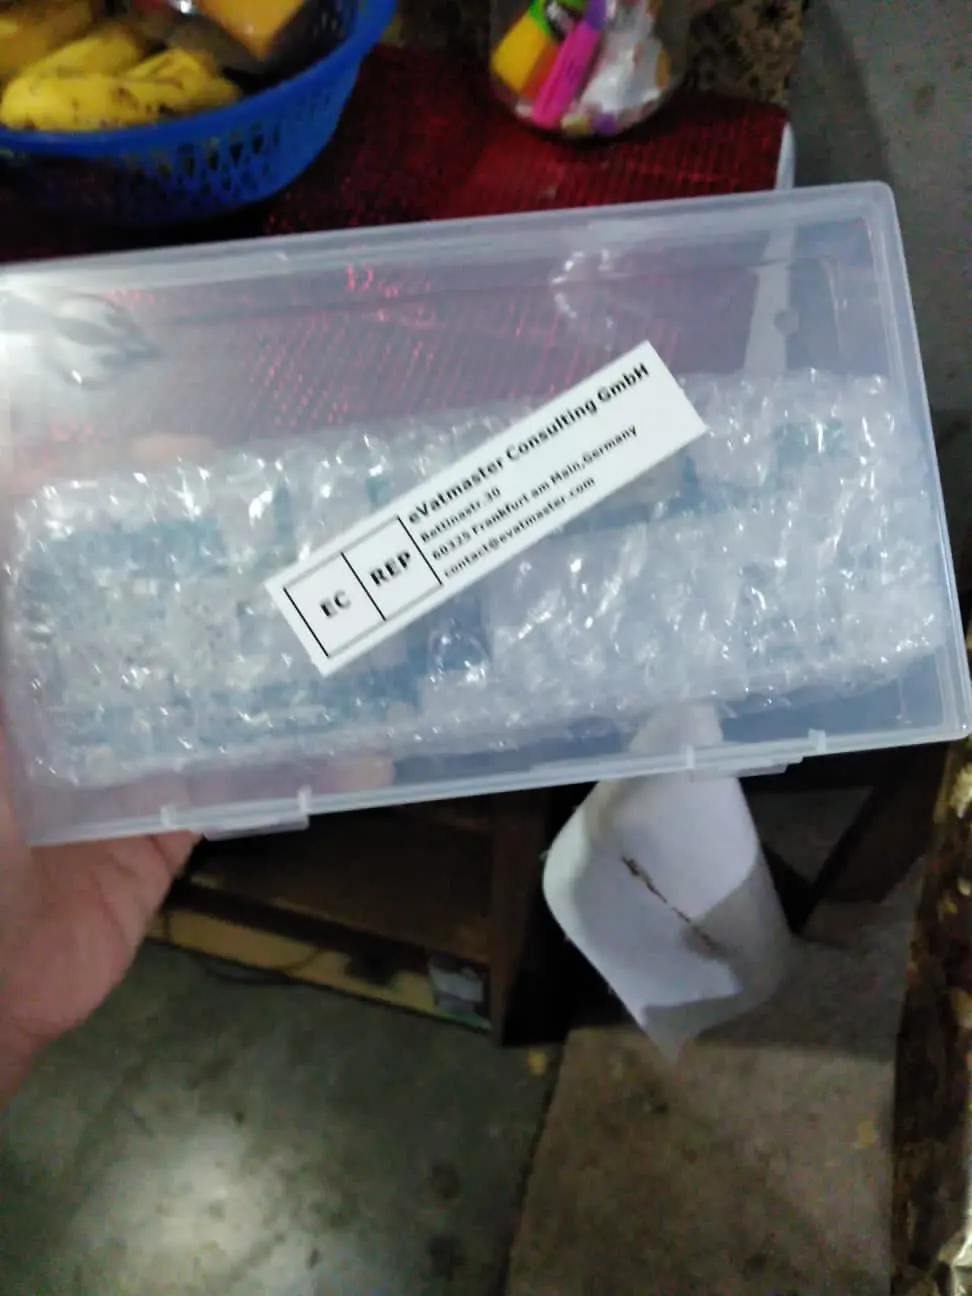 EC REP
eVatmaster Consulting GmbH
Bettinastr. 30
60325 Frankfurt am Main,Germany
contact@evatmaster.com